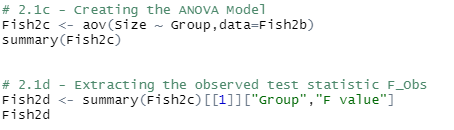 # 2.1c - Creating the ANOVA Model
Fish2c <- aov(Size ~ Group,data=Fish2b)
summary(Fish2c)
# 2.1d - Extracting the observed test statistic F_Obs
Fish2d <- summary(Fish2c)[[1]]["Group","F value"]
Fish2d